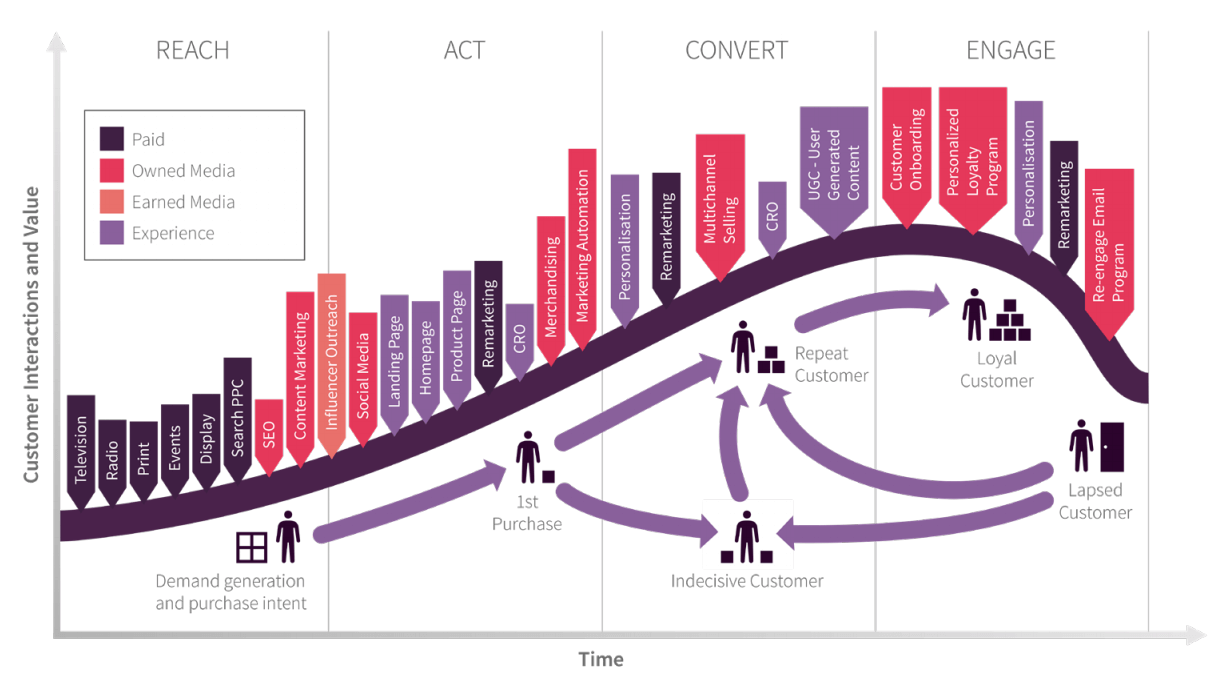 REACH
ACT
CONVERT
ENGAGE
Paid
Owned Media
Earned Media
Experience
Customer Interactions and Value
Television
Radio
Print
Events
Display
Search PPC
SEO
Content Marketing
Influencer Outreach
Social Media
Landing Page
Homepage
Product Page
Remarketing
CRO
Merchandising
Marketing Automation
Personalisation
Remarketing
Multichannel
Selling
CRO
UGC - User
Generated
Content
Customer
Onboarding
Personalized
Loyalty
Program
Personalisation
Remarketing
Re-engage Email
Program
Demand generation
and purchase intent
1st
Purchase
Repeat
Customer
Indecisive Customer
Loyal
Customer
Lapsed
Customer
Time